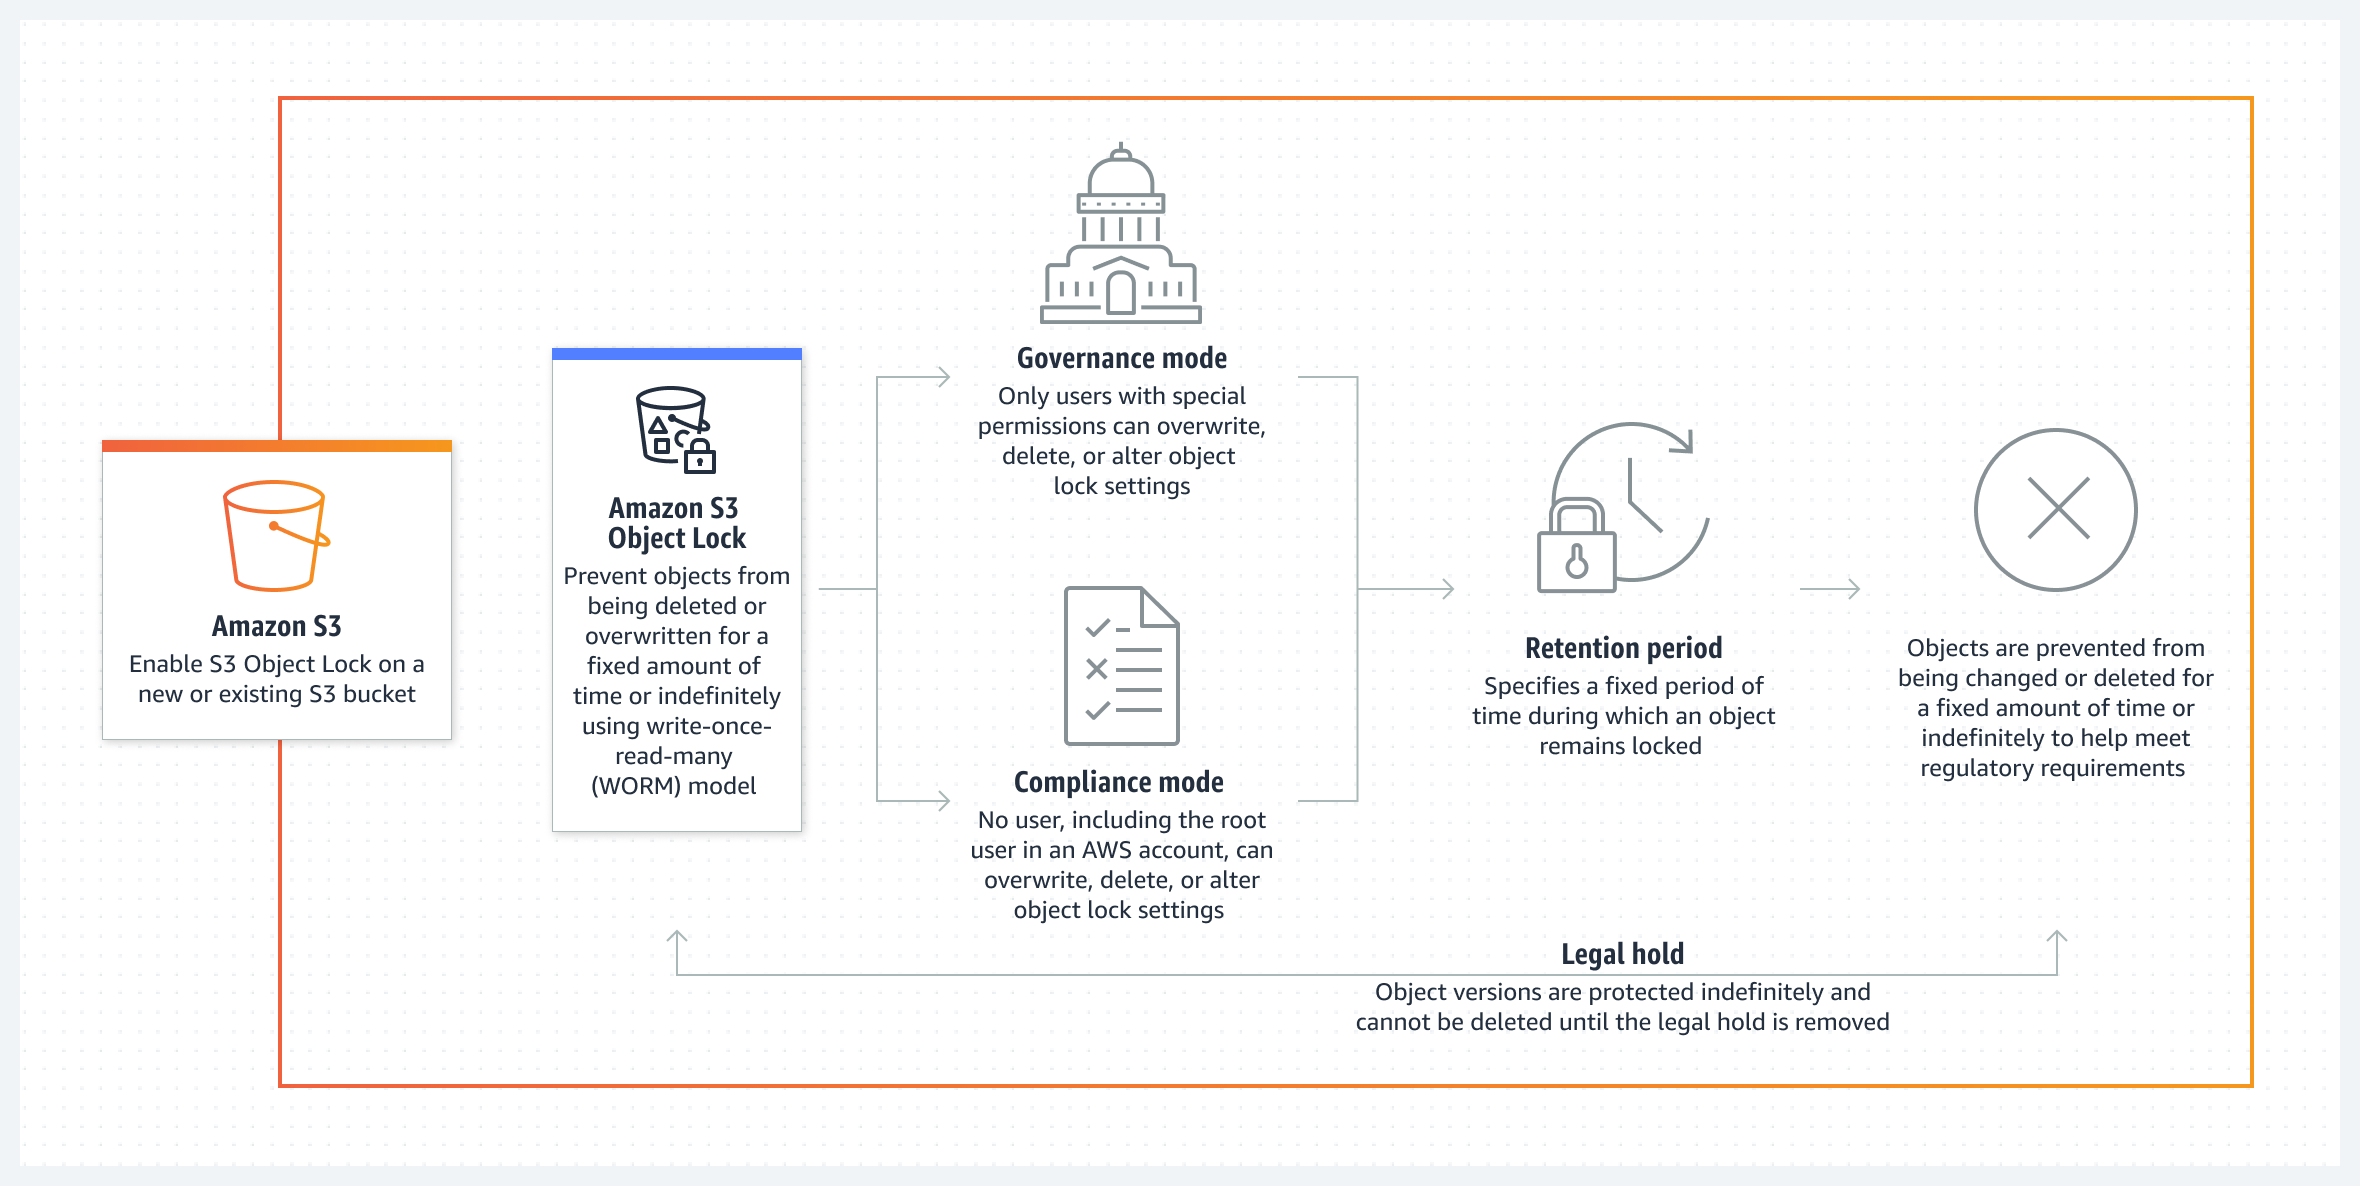 Amazon S3
Enable S3 Object Lock on a
new or existing S3 bucket
Amazon S3
Object Lock
Prevent objects from
being deleted or
overwritten for a
fixed amount of
time or indefinitely
using write-once-
read-many
(WORM) model
Governance mode
Only users with special
permissions can overwrite,
delete, or alter object
lock settings
Compliance mode
No user, including the root
user in an AWS account, can
overwrite, delete, or alter
object lock settings
Retention period
Specifies a fixed period of
time during which an object
remains locked
Objects are prevented from
being changed or deleted for
a fixed amount of time or
indefinitely to help meet
regulatory requirements
Legal hold
Object versions are protected indefinitely and
cannot be deleted until the legal hold is removed